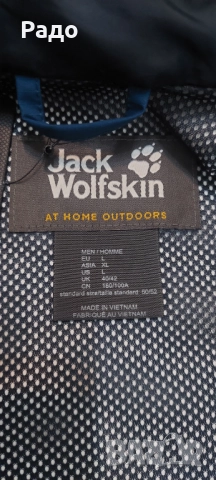 Радо
Jack
Wolfskin
AT HOME OUTDOORS
MEN / HOMME
EU L
ASIA XL
US L
UK 40/42
CN 180/100A
standard size/taille standard 50/52
MADE IN VIETNAM
FABRIQUÉ AU VIETNAM